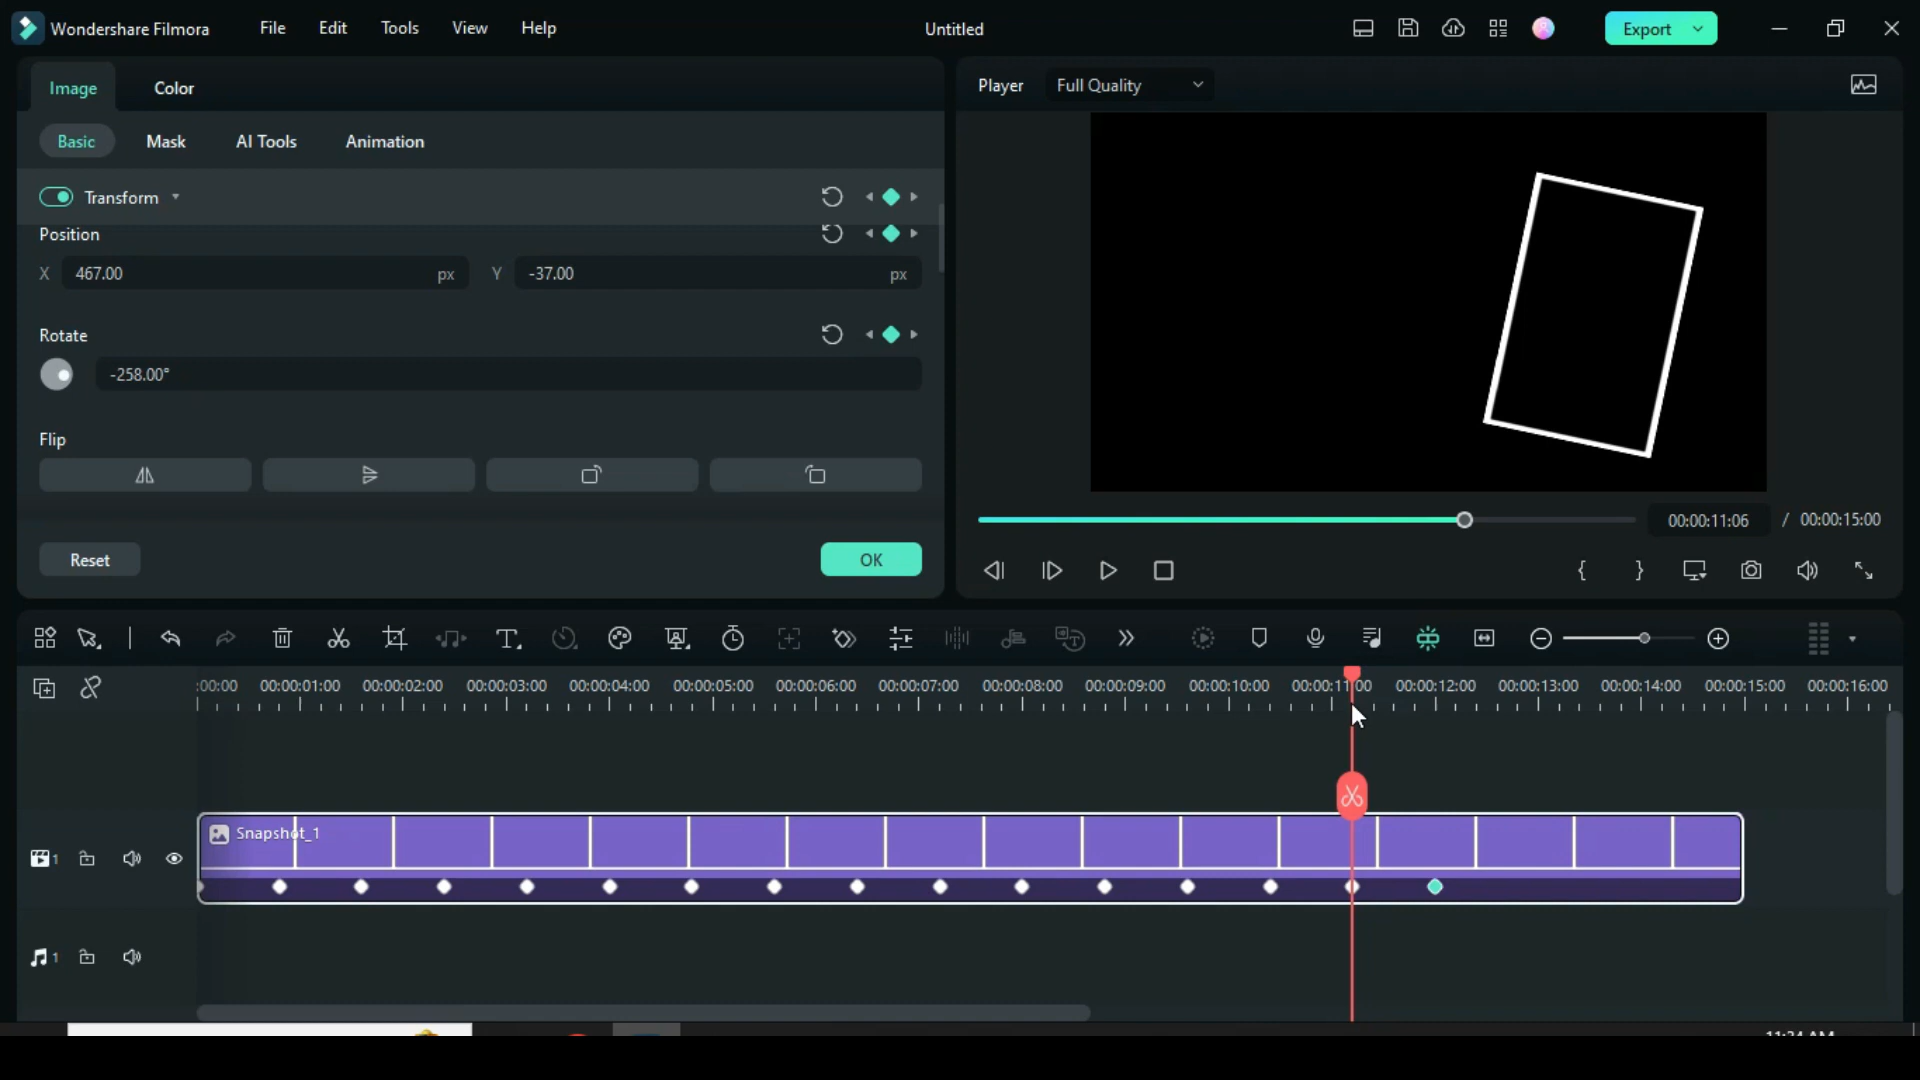 Wondershare Filmora File Edit Tools View Help Untitled Export
Image Color
Player Full Quality
Basic Mask AI Tools Animation
Transform
Position
X 467.00 px Y -37.00 px
Rotate
-258.00°
Flip
00:00:11:06 / 00:00:15:00
Reset OK
:00:00 00:00:01:00 00:00:02:00 00:00:03:00 00:00:04:00 00:00:05:00 00:00:06:00 00:00:07:00 00:00:08:00 00:00:09:00 00:00:10:00 00:00:11:00 00:00:12:00 00:00:13:00 00:00:14:00 00:00:15:00 00:00:16:00
Snapshot_1
1
1